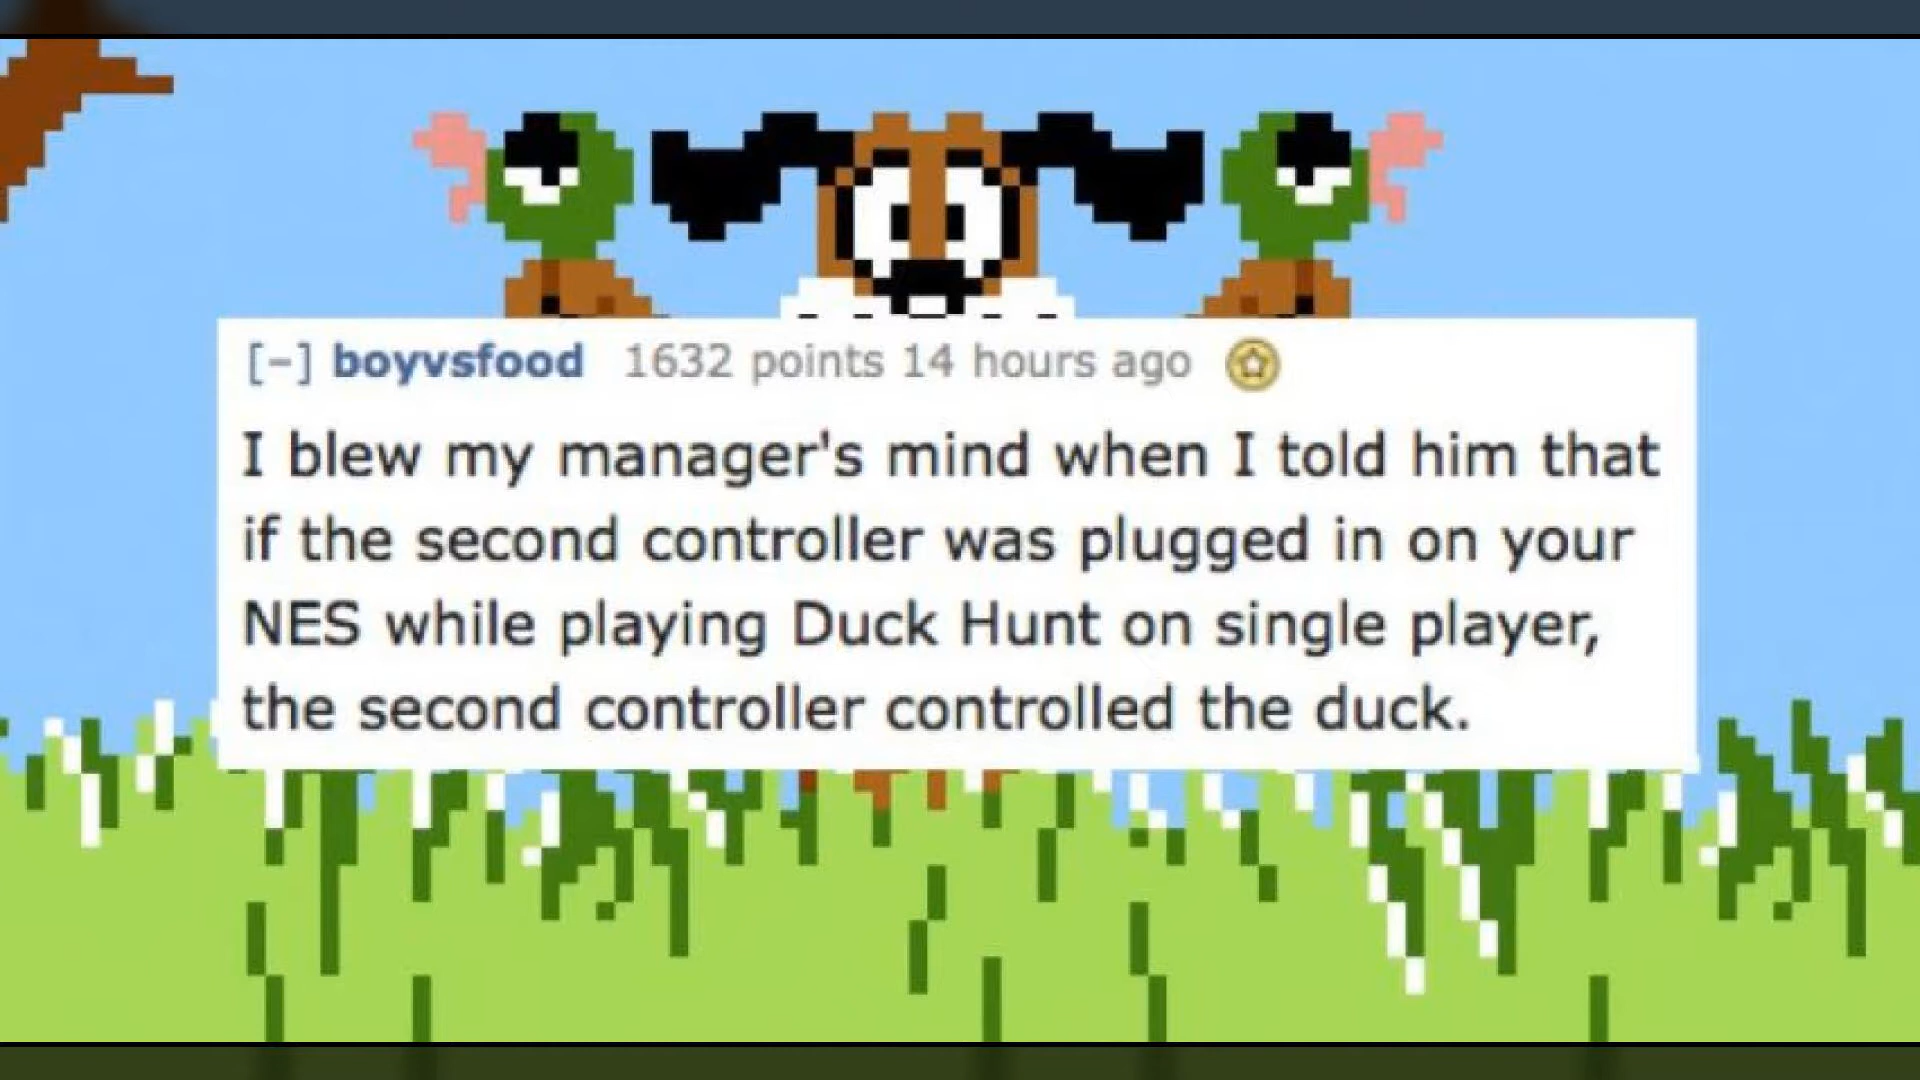 [–] boyvsfood 1632 points 14 hours ago
I blew my manager's mind when I told him that
if the second controller was plugged in on your
NES while playing Duck Hunt on single player,
the second controller controlled the duck.